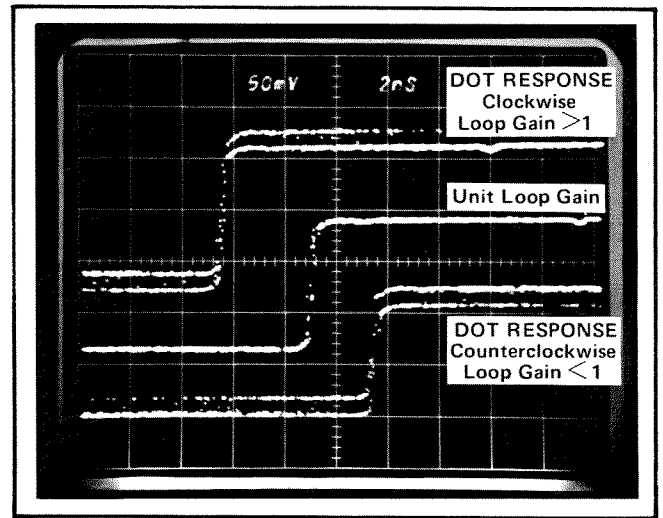 50mV 2nS
DOT RESPONSE
Clockwise
Loop Gain >1
Unit Loop Gain
DOT RESPONSE
Counterclockwise
Loop Gain <1